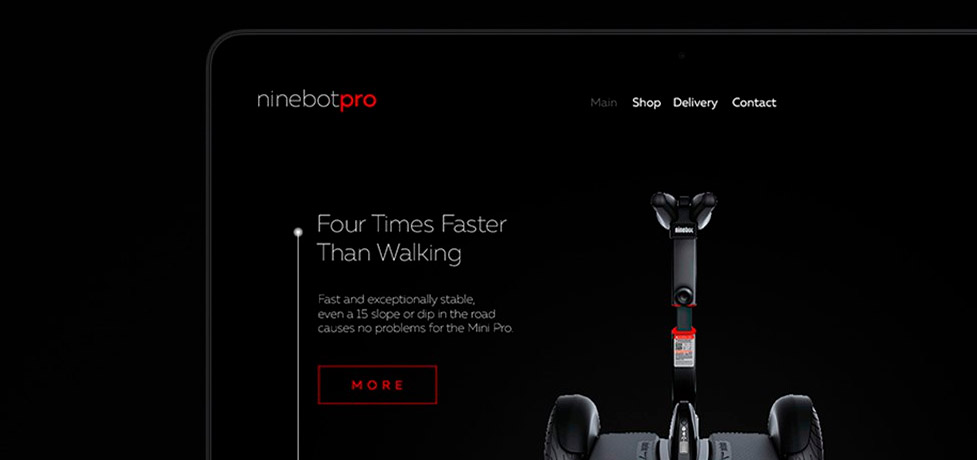 ninebotpro
Main Shop Delivery Contact
Four Times Faster
Than Walking
Fast and exceptionally stable,
even a 15 slope or dip in the road
causes no problems for the Mini Pro.
MORE
ninebot